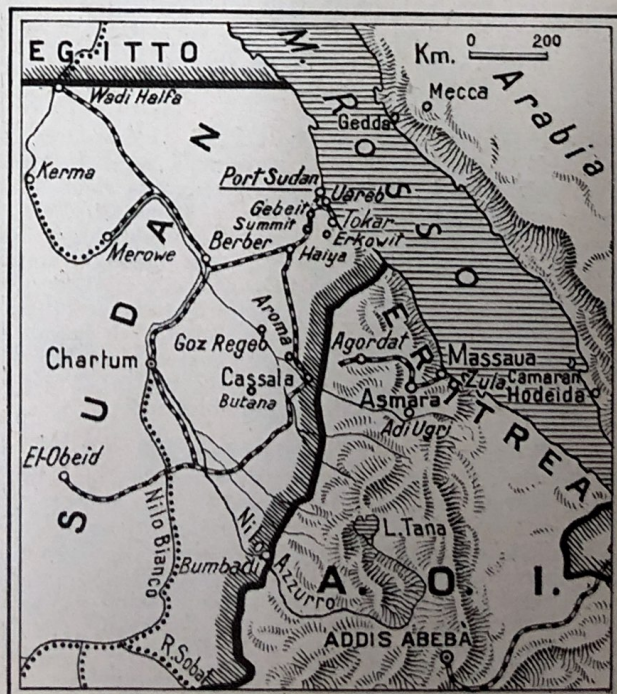 EGITTO
M. ROSSO
Km. 0 200
Arabia
Mecca
Gedda
Wadi Halfa
Kerma
Port Sudan
Uareb
Gebeit
Summit
Tokar
Erkowit
Merowe
Berber
Haiya
SUDAN
Aroma
Goz Regeb
Chartum
Cassala
Butana
Agordat
ERITREA
Massaua
Zula
Camaran
Hodeida
Asmara
Adi Ugri
El-Obeid
Nilo Bianco
Nilo Azzurro
L. Tana
Bumbadi
A. O. I.
R. Sobat
ADDIS ABEBA